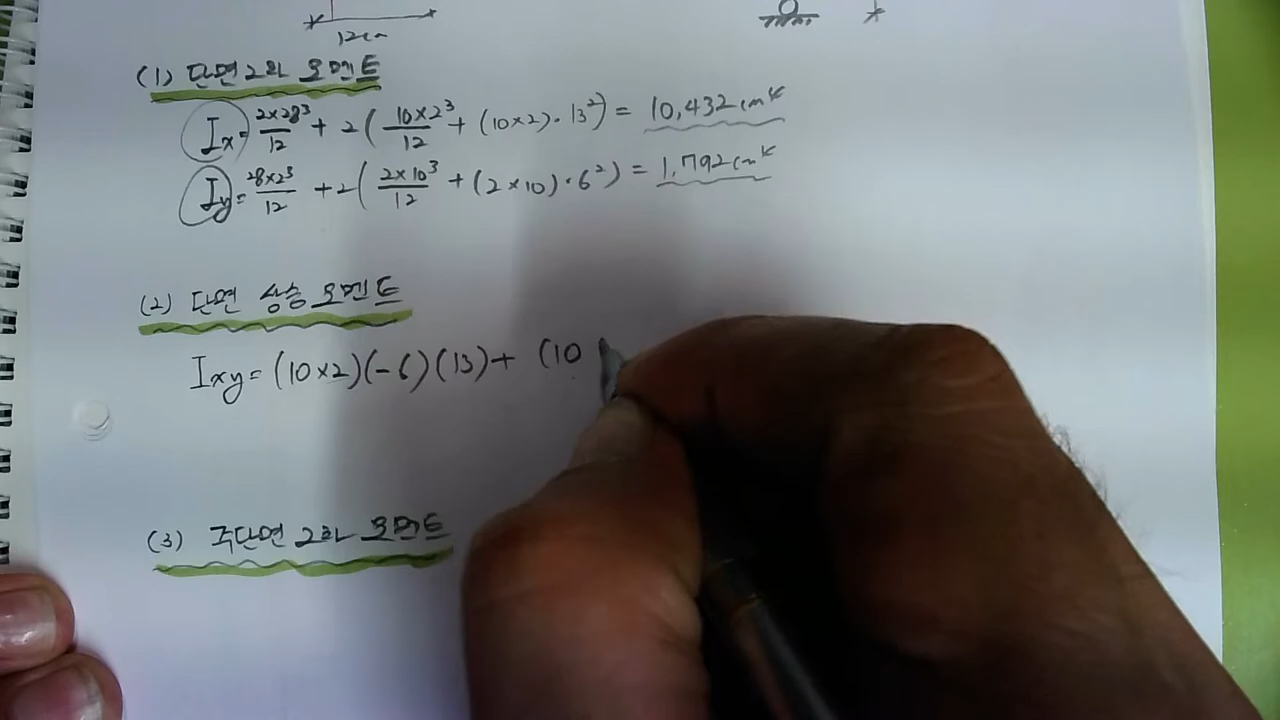 12cm
(1) 단면 2차 모멘트
Ix = 2×28³/12 + 2(10×2³/12 + (10×2)·13²) = 10,432cm⁴
Iy = 28×2³/12 + 2(2×10³/12 + (2×10)·6²) = 1,792cm⁴
(2) 단면 상승 모멘트
Ixy = (10×2)(-6)(13) + (10
(3) 주단면 2차 모멘트